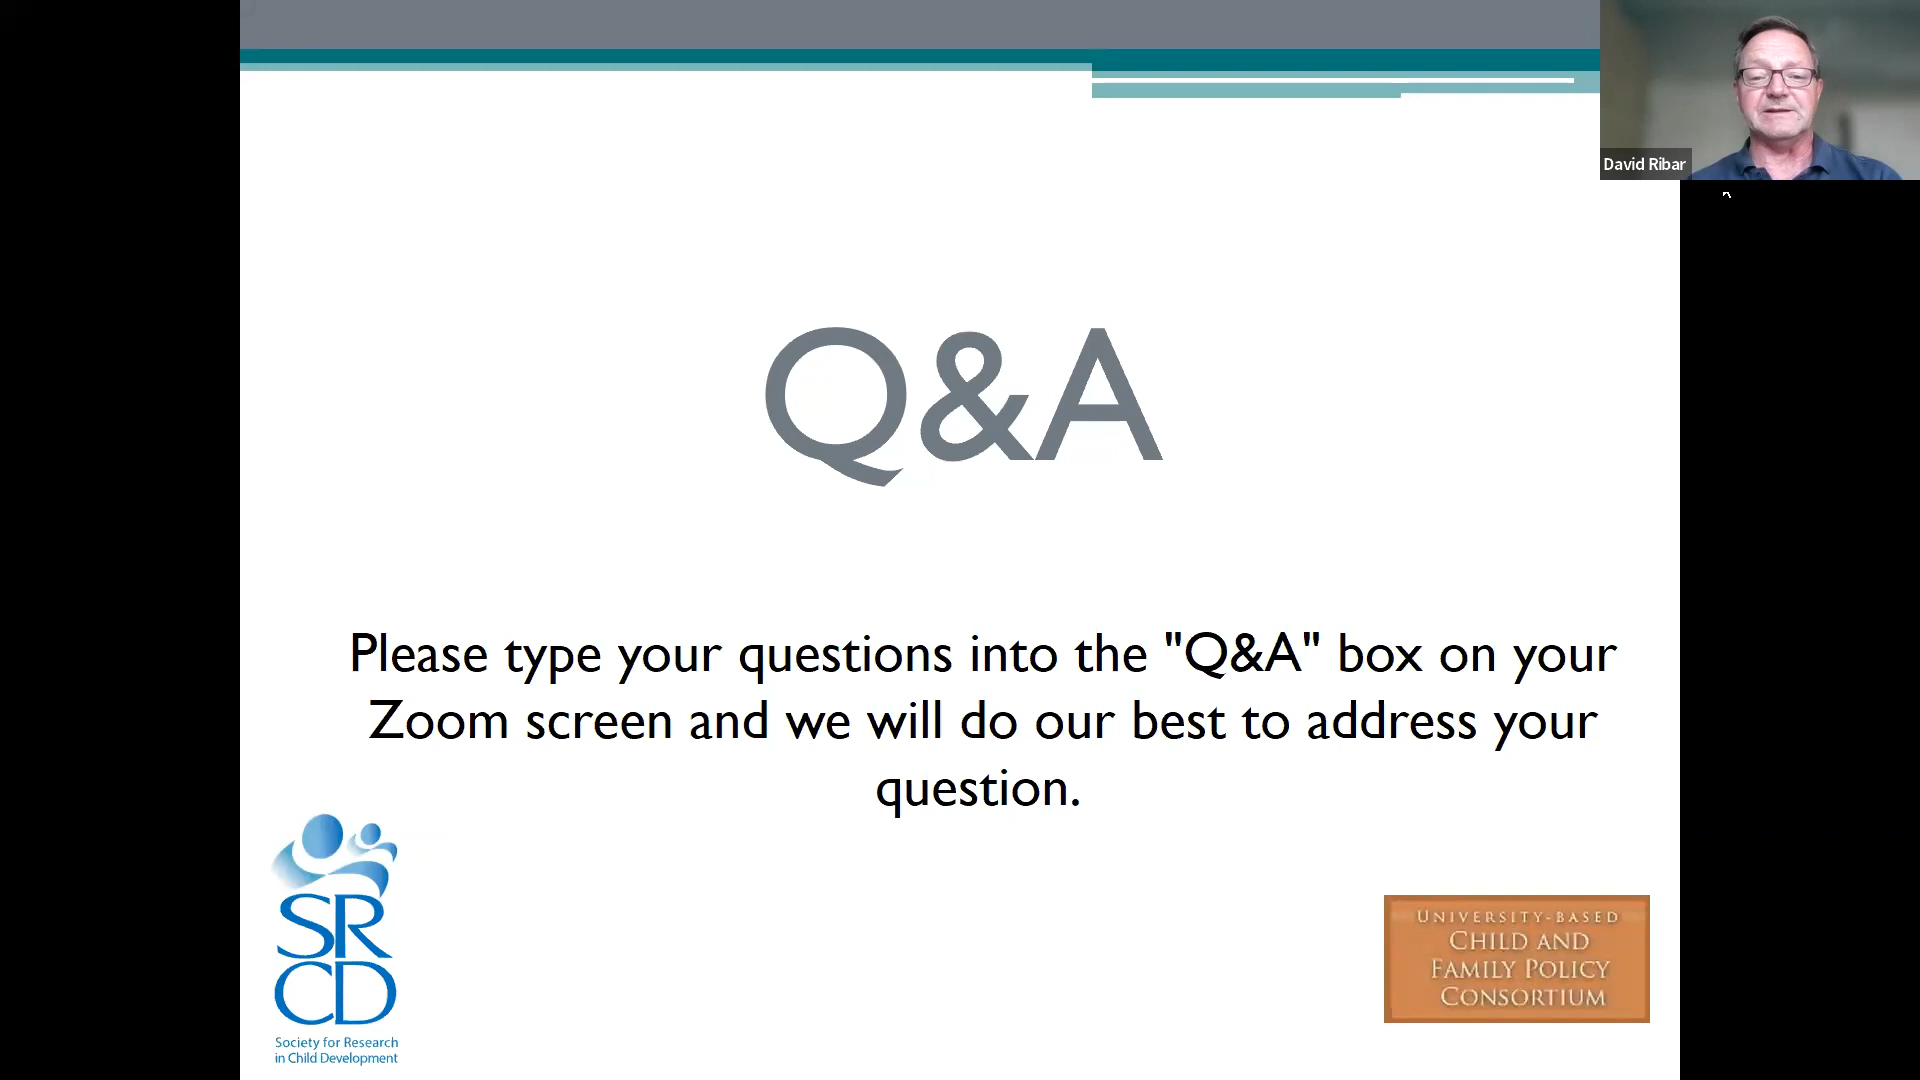 David Ribar
Q&A
Please type your questions into the "Q&A" box on your
Zoom screen and we will do our best to address your
question.
SR
CD
Society for Research
in Child Development
UNIVERSITY-BASED
CHILD AND
FAMILY POLICY
CONSORTIUM